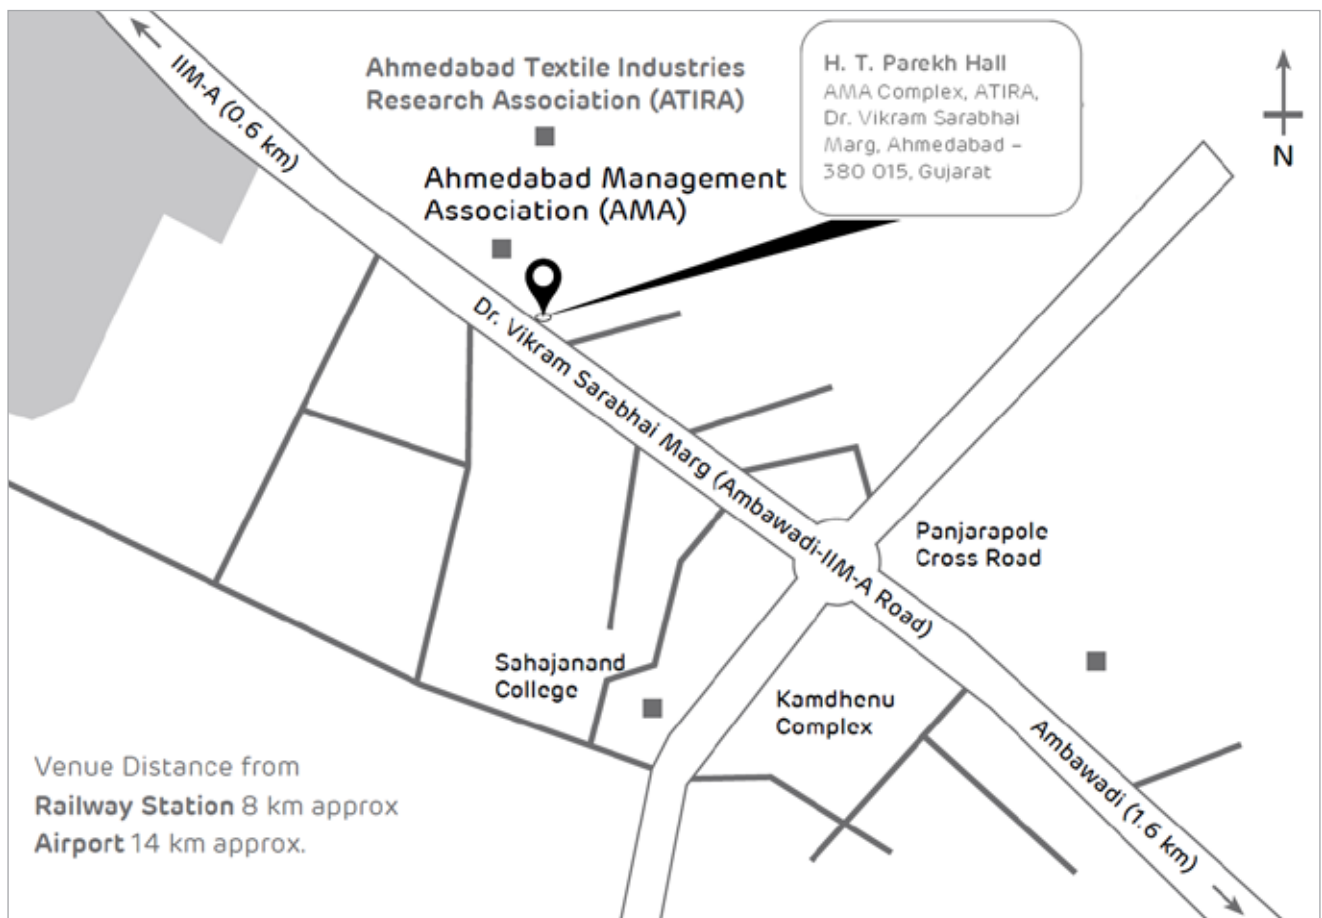 IIM-A (0.6 km)
Ahmedabad Textile Industries
Research Association (ATIRA)
Ahmedabad Management
Association (AMA)
H. T. Parekh Hall
AMA Complex, ATIRA,
Dr. Vikram Sarabhai
Marg, Ahmedabad –
380 015, Gujarat
N
Dr. Vikram Sarabhai Marg (Ambawadi-IIM-A Road)
Panjarapole
Cross Road
Sahajanand
College
Kamdhenu
Complex
Ambawadi (1.6 km)
Venue Distance from
Railway Station 8 km approx
Airport 14 km approx.